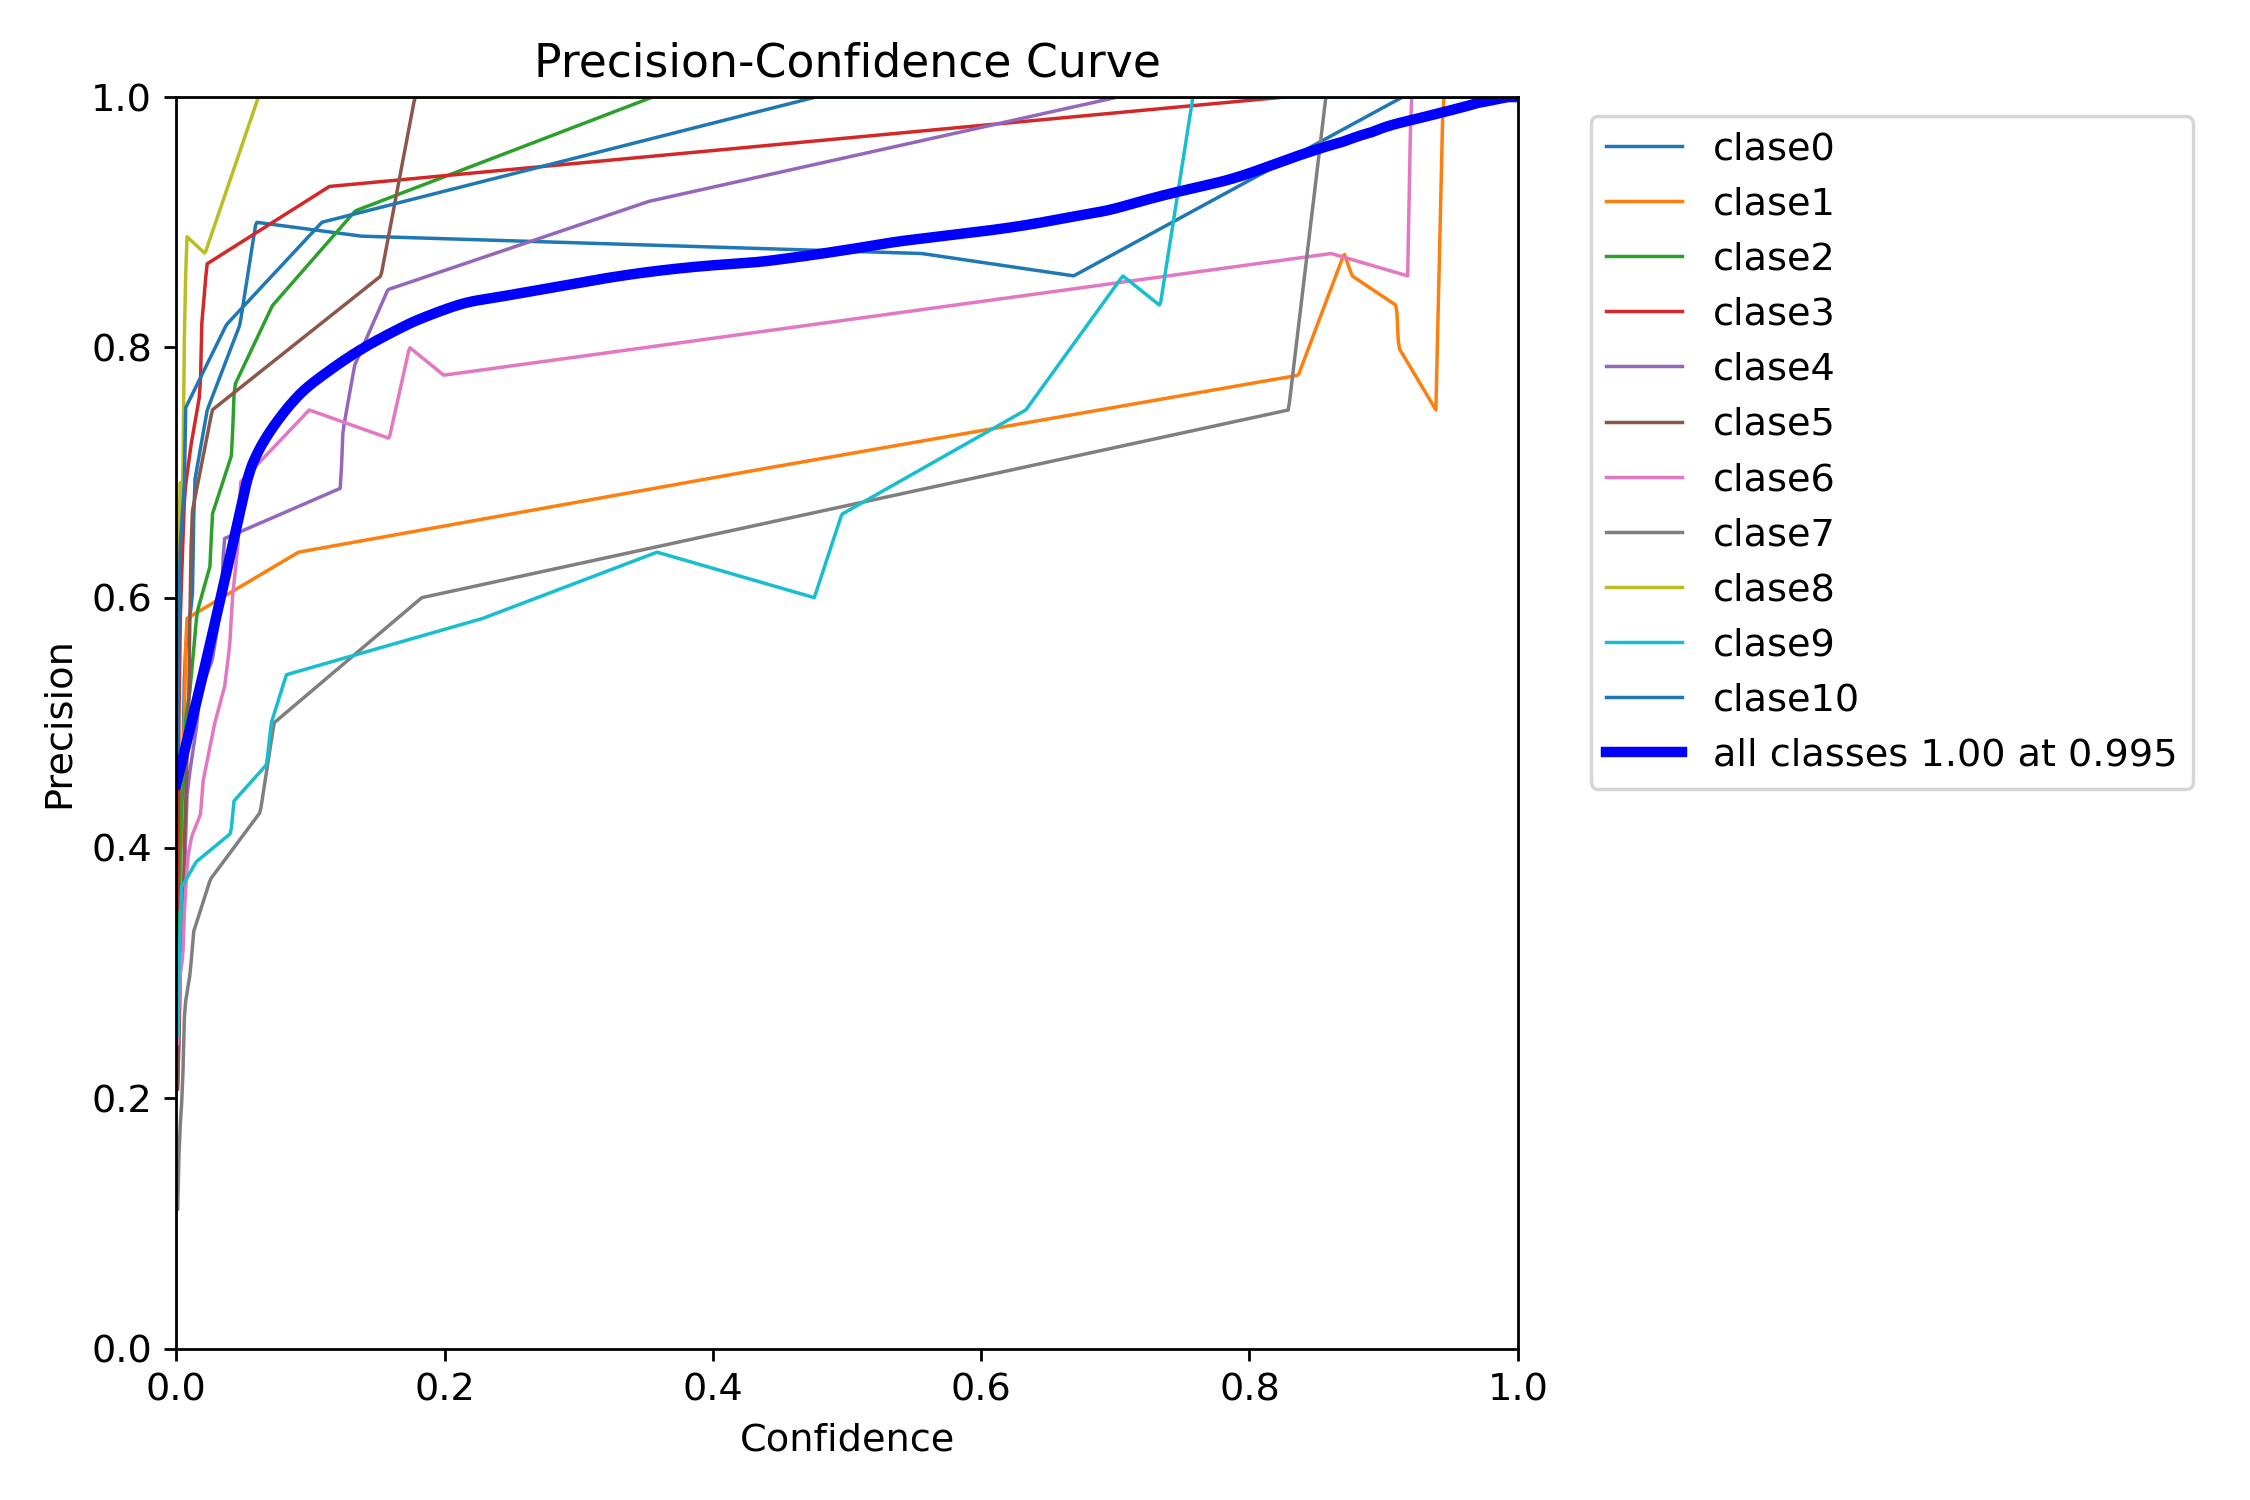 Precision-Confidence Curve
1.0
0.8
0.6
0.4
0.2
0.0
Precision
0.0 0.2 0.4 0.6 0.8 1.0
Confidence
clase0
clase1
clase2
clase3
clase4
clase5
clase6
clase7
clase8
clase9
clase10
all classes 1.00 at 0.995